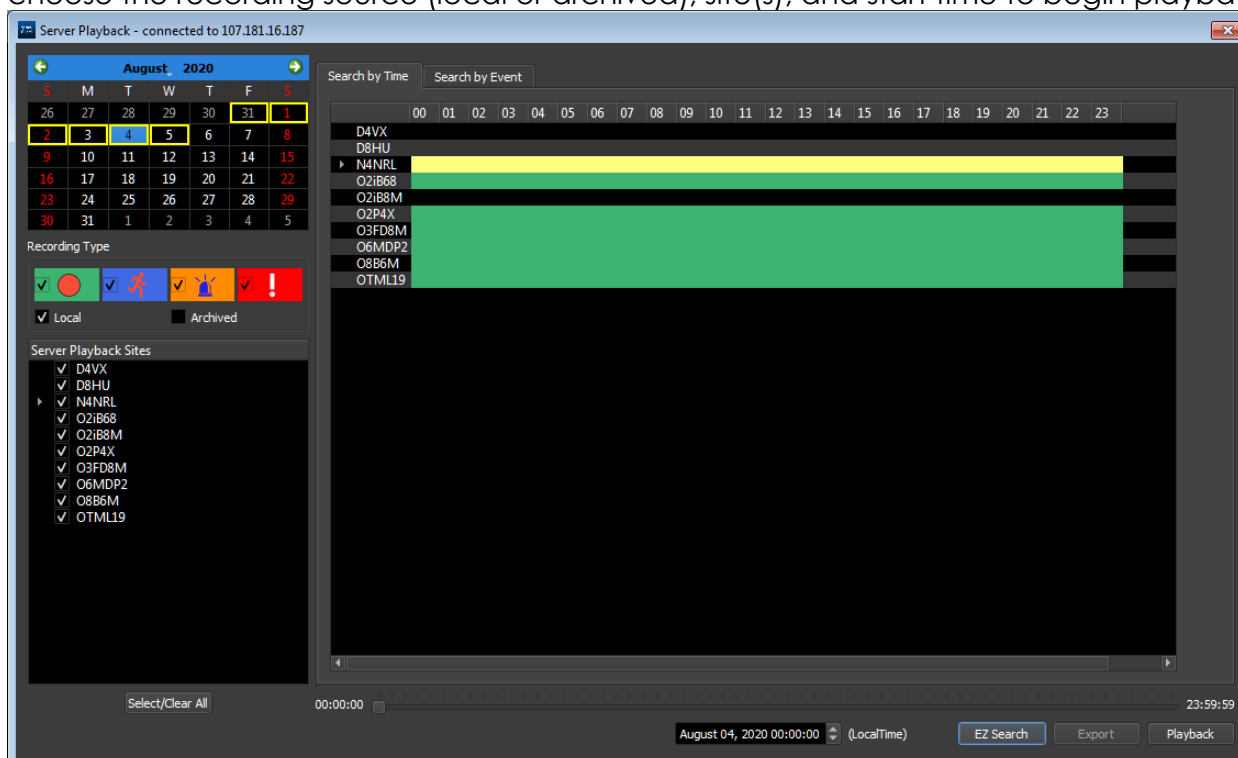 choose the recording source (local or archived), site(s), and start time to begin playba
Server Playback - connected to 107.181.16.187
August, 2020
S M T W T F S
26 27 28 29 30 31 1
2 3 4 5 6 7 8
9 10 11 12 13 14 15
16 17 18 19 20 21 22
23 24 25 26 27 28 29
30 31 1 2 3 4 5
Recording Type
Local Archived
Server Playback Sites
D4VX
D8HU
N4NRL
O2iB68
O2iB8M
O2P4X
O3FD8M
O6MDP2
O8B6M
OTML19
Select/Clear All
Search by Time Search by Event
00 01 02 03 04 05 06 07 08 09 10 11 12 13 14 15 16 17 18 19 20 21 22 23
D4VX
D8HU
N4NRL
O2iB68
O2iB8M
O2P4X
O3FD8M
O6MDP2
O8B6M
OTML19
00:00:00 23:59:59
August 04, 2020 00:00:00 (LocalTime) EZ Search Export Playback